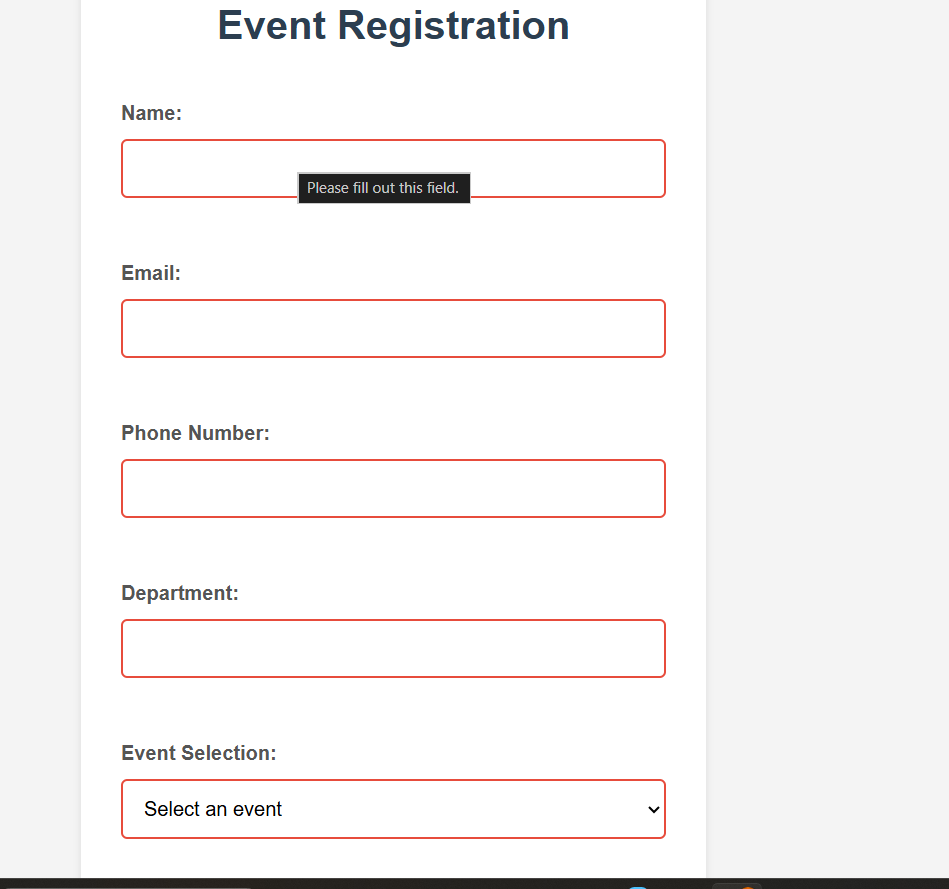 Event Registration
Name:
Please fill out this field.
Email:
Phone Number:
Department:
Event Selection:
Select an event